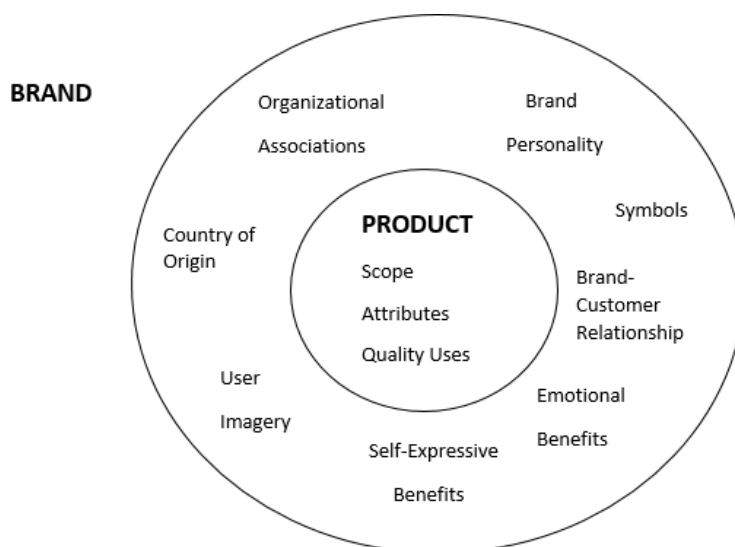 BRAND
Organizational
Associations
Brand
Personality
Symbols
Country of
Origin
PRODUCT
Scope
Attributes
Quality Uses
Brand-
Customer
Relationship
User
Imagery
Emotional
Benefits
Self-Expressive
Benefits